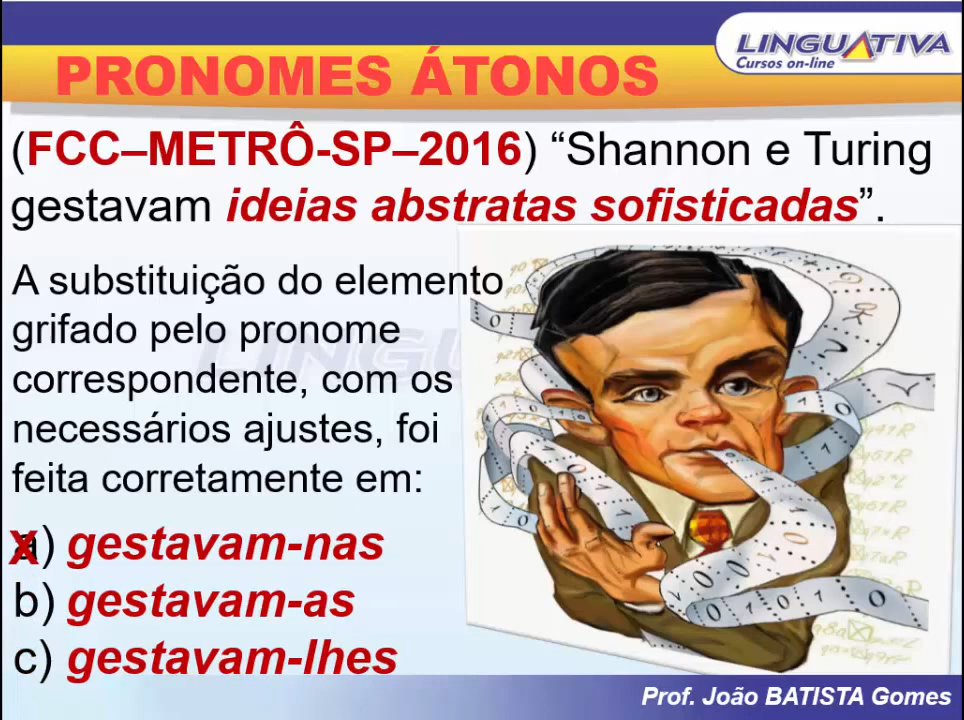 LINGUATIVA
Cursos on-line
PRONOMES ÁTONOS
(FCC–METRÔ-SP–2016) “Shannon e Turing
gestavam ideias abstratas sofisticadas”.
A substituição do elemento
grifado pelo pronome
correspondente, com os
necessários ajustes, foi
feita corretamente em:
a) gestavam-nas
X
b) gestavam-as
c) gestavam-lhes
Prof. João BATISTA Gomes